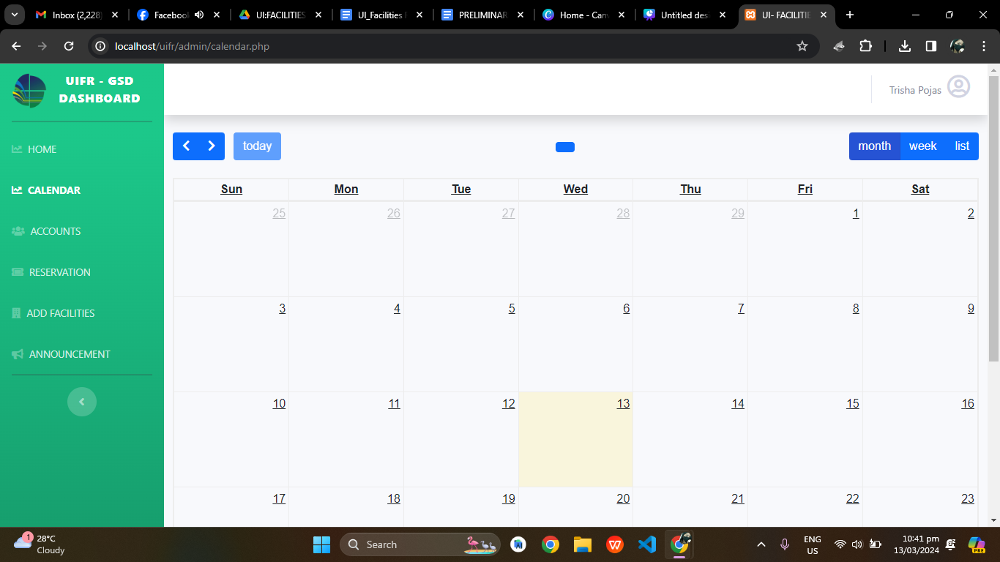 Inbox (2,228)
Facebook
UI:FACILITIES
UI_Facilities
PRELIMINAR
Home - Can
Untitled des
UI- FACILITIE
localhost/uifr/admin/calendar.php
UIFR - GSD
DASHBOARD
Trisha Pojas
HOME
CALENDAR
ACCOUNTS
RESERVATION
ADD FACILITIES
ANNOUNCEMENT
today
month week list
Sun Mon Tue Wed Thu Fri Sat
25 26 27 28 29 1 2
3 4 5 6 7 8 9
10 11 12 13 14 15 16
17 18 19 20 21 22 23
1
28°C
Cloudy
Search
ENG
US
10:41 pm
13/03/2024
PRE